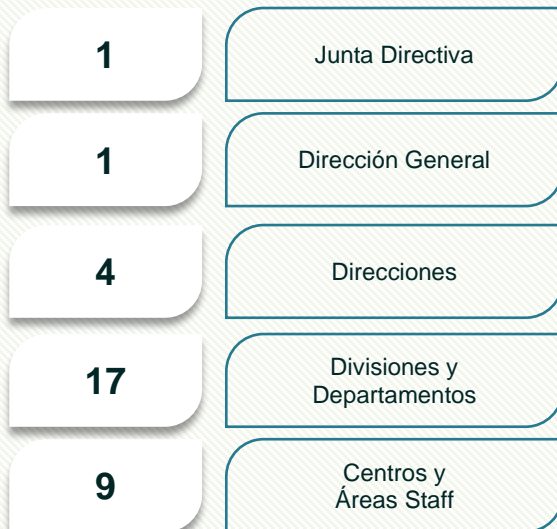 1
Junta Directiva
1
Dirección General
4
Direcciones
17
Divisiones y
Departamentos
9
Centros y
Áreas Staff